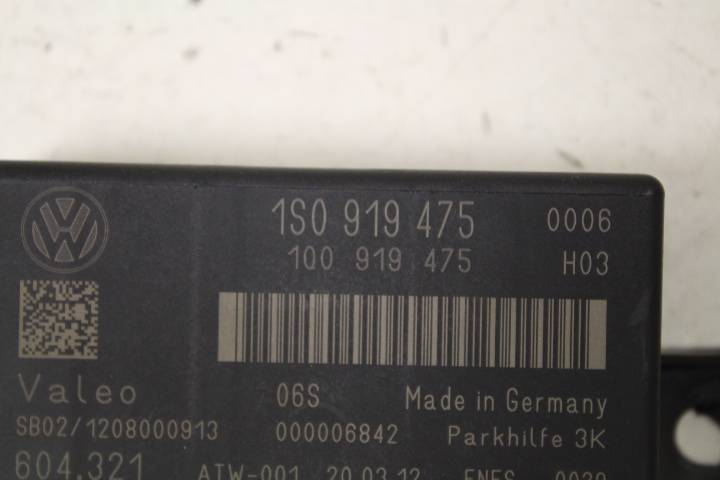 1S0 919 475 0006
1Q0 919 475 H03
Valeo 06S Made in Germany
SB02/1208000913 000006842 Parkhilfe 3K
604.321 ATW-001 20.03.12